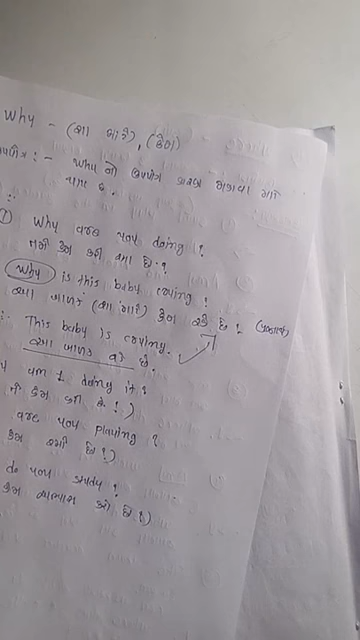 Why - (શા માટે), (કેમ)
:- Why નો ઉપયોગ કારણ જાણવા માટે
થાય છે.
① Why are you doing?
તમે કેમ કરી રહ્યા છો?
Why is this baby crying?
આ બાળક (શા માટે) કેમ રડે છે?
This baby is crying.
આ બાળક રડે છે.
am I doing it?
કેમ કરી છે?)
are you playing?
કેમ રમો છો?)
do you study?
કેમ અભ્યાસ કરો છો?)